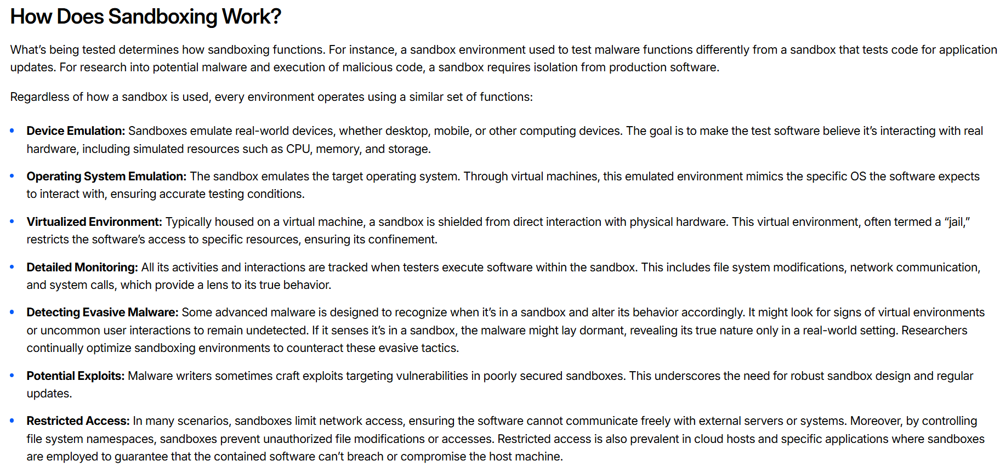 How Does Sandboxing Work?
What’s being tested determines how sandboxing functions. For instance, a sandbox environment used to test malware functions differently from a sandbox that tests code for application
updates. For research into potential malware and execution of malicious code, a sandbox requires isolation from production software.
Regardless of how a sandbox is used, every environment operates using a similar set of functions:
• Device Emulation: Sandboxes emulate real-world devices, whether desktop, mobile, or other computing devices. The goal is to make the test software believe it’s interacting with real
hardware, including simulated resources such as CPU, memory, and storage.
• Operating System Emulation: The sandbox emulates the target operating system. Through virtual machines, this emulated environment mimics the specific OS the software expects
to interact with, ensuring accurate testing conditions.
• Virtualized Environment: Typically housed on a virtual machine, a sandbox is shielded from direct interaction with physical hardware. This virtual environment, often termed a “jail,”
restricts the software’s access to specific resources, ensuring its confinement.
• Detailed Monitoring: All its activities and interactions are tracked when testers execute software within the sandbox. This includes file system modifications, network communication,
and system calls, which provide a lens to its true behavior.
• Detecting Evasive Malware: Some advanced malware is designed to recognize when it’s in a sandbox and alter its behavior accordingly. It might look for signs of virtual environments
or uncommon user interactions to remain undetected. If it senses it’s in a sandbox, the malware might lay dormant, revealing its true nature only in a real-world setting. Researchers
continually optimize sandboxing environments to counteract these evasive tactics.
• Potential Exploits: Malware writers sometimes craft exploits targeting vulnerabilities in poorly secured sandboxes. This underscores the need for robust sandbox design and regular
updates.
• Restricted Access: In many scenarios, sandboxes limit network access, ensuring the software cannot communicate freely with external servers or systems. Moreover, by controlling
file system namespaces, sandboxes prevent unauthorized file modifications or accesses. Restricted access is also prevalent in cloud hosts and specific applications where sandboxes
are employed to guarantee that the contained software can’t breach or compromise the host machine.